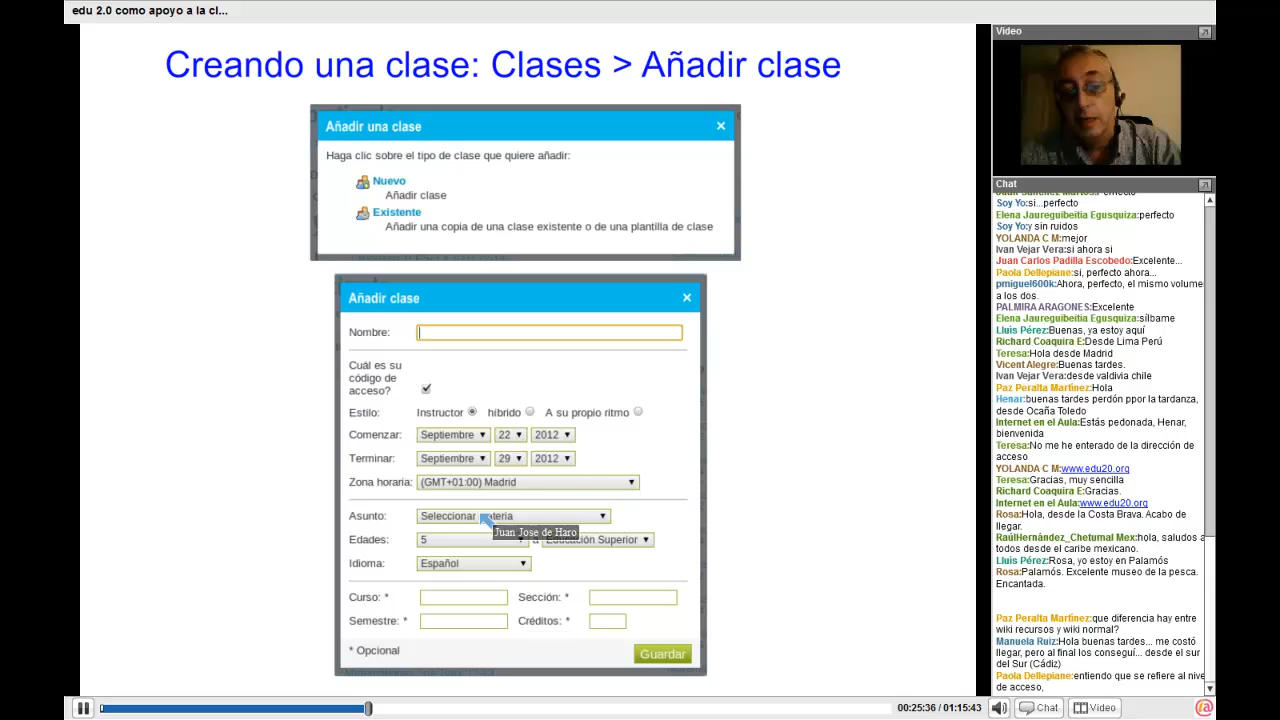 edu 2.0 como apoyo a la cl...
Creando una clase: Clases > Añadir clase
Añadir una clase
Haga clic sobre el tipo de clase que quiere añadir:
Nuevo
Añadir clase
Existente
Añadir una copia de una clase existente o de una plantilla de clase
Añadir clase
Nombre:
Cuál es su
código de
acceso?
Estilo: Instructor híbrido A su propio ritmo
Comenzar: Septiembre 22 2012
Terminar: Septiembre 29 2012
Zona horaria: (GMT+01:00) Madrid
Asunto: Seleccionar
Juan Jose de Haro
Edades: 5 a Educación Superior
Idioma: Español
Curso: * Sección: *
Semestre: * Créditos: *
* Opcional
Guardar
Video
Chat
Soy Yo:si...perfecto
Elena Jaureguibeitia Egusquiza:perfecto
Soy Yo:y sin ruidos
YOLANDA C M:mejor
Ivan Vejar Vera:si ahora si
Juan Carlos Padilla Escobedo:Excelente...
Paola Dellepiane:si, perfecto ahora...
pmiguel600k:Ahora, perfecto, el mismo volumen
a los dos.
PALMIRA ARAGONES:Excelente
Elena Jaureguibeitia Egusquiza:sílbame
Lluís Pérez:Buenas, ya estoy aquí
Richard Coaquira E:Desde Lima Perú
Teresa:Hola desde Madrid
Vicent Alegre:Buenas tardes.
Ivan Vejar Vera:desde valdivia chile
Paz Peralta Martínez:Hola
Henar:buenas tardes perdón ppor la tardanza,
desde Ocaña Toledo
Internet en el Aula:Estás pedonada, Henar,
bienvenida
Teresa:No me he enterado de la dirección de
acceso
YOLANDA C M:www.edu20.org
Teresa:Gracias, muy sencilla
Richard Coaquira E:Gracias.
Internet en el Aula:www.edu20.org
Rosa:Hola, desde la Costa Brava. Acabo de
llegar.
RaúlHernández_Chetumal Mex:hola, saludos a
todos desde el caribe mexicano.
Lluís Pérez:Rosa, yo estoy en Palamós
Rosa:Palamós. Excelente museo de la pesca.
Encantada.
Paz Peralta Martínez:que diferencia hay entre
wiki recursos y wiki normal?
Manuela Ruiz:Hola buenas tardes... me costó
llegar, pero al final los conseguí... desde el sur
del Sur (Cádiz)
Paola Dellepiane:entiendo que se refiere al nive
de acceso,
00:25:36 / 01:15:43 Chat Video